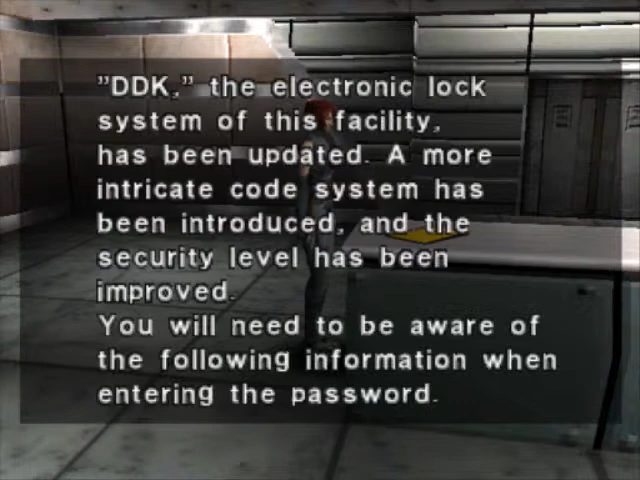 "DDK," the electronic lock
system of this facility,
has been updated. A more
intricate code system has
been introduced, and the
security level has been
improved.
You will need to be aware of
the following information when
entering the password.